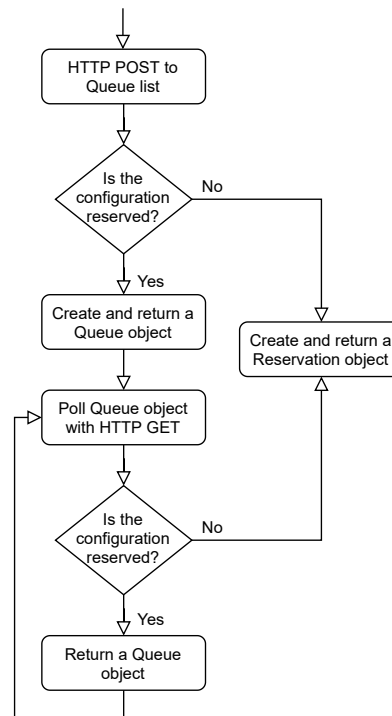 HTTP POST to
Queue list
Is the
configuration
reserved?
No
Yes
Create and return a
Queue object
Create and return a
Reservation object
Poll Queue object
with HTTP GET
Is the
configuration
reserved?
No
Yes
Return a Queue
object